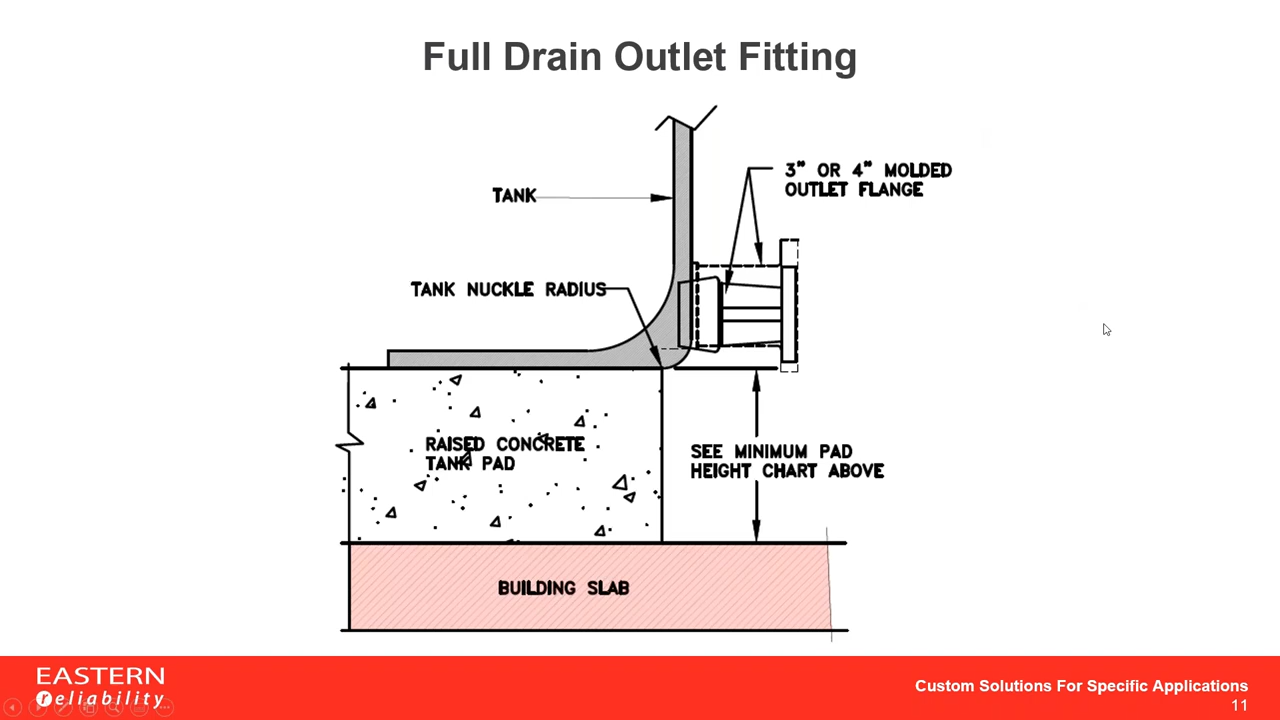 Full Drain Outlet Fitting
3" OR 4" MOLDED
OUTLET FLANGE
TANK
TANK NUCKLE RADIUS
RAISED CONCRETE
TANK PAD
SEE MINIMUM PAD
HEIGHT CHART ABOVE
BUILDING SLAB
EASTERN
reliability
Custom Solutions For Specific Applications
11